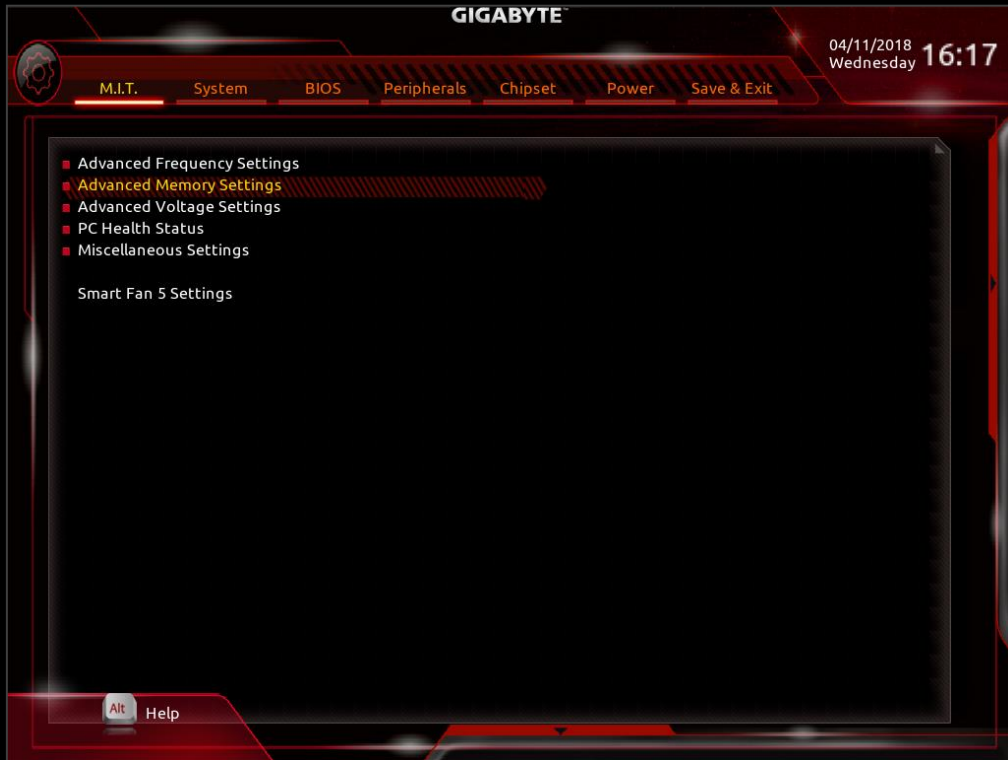 GIGABYTE
04/11/2018
Wednesday 16:17
M.I.T. System BIOS Peripherals Chipset Power Save & Exit
Advanced Frequency Settings
Advanced Memory Settings
Advanced Voltage Settings
PC Health Status
Miscellaneous Settings
Smart Fan 5 Settings
Alt Help